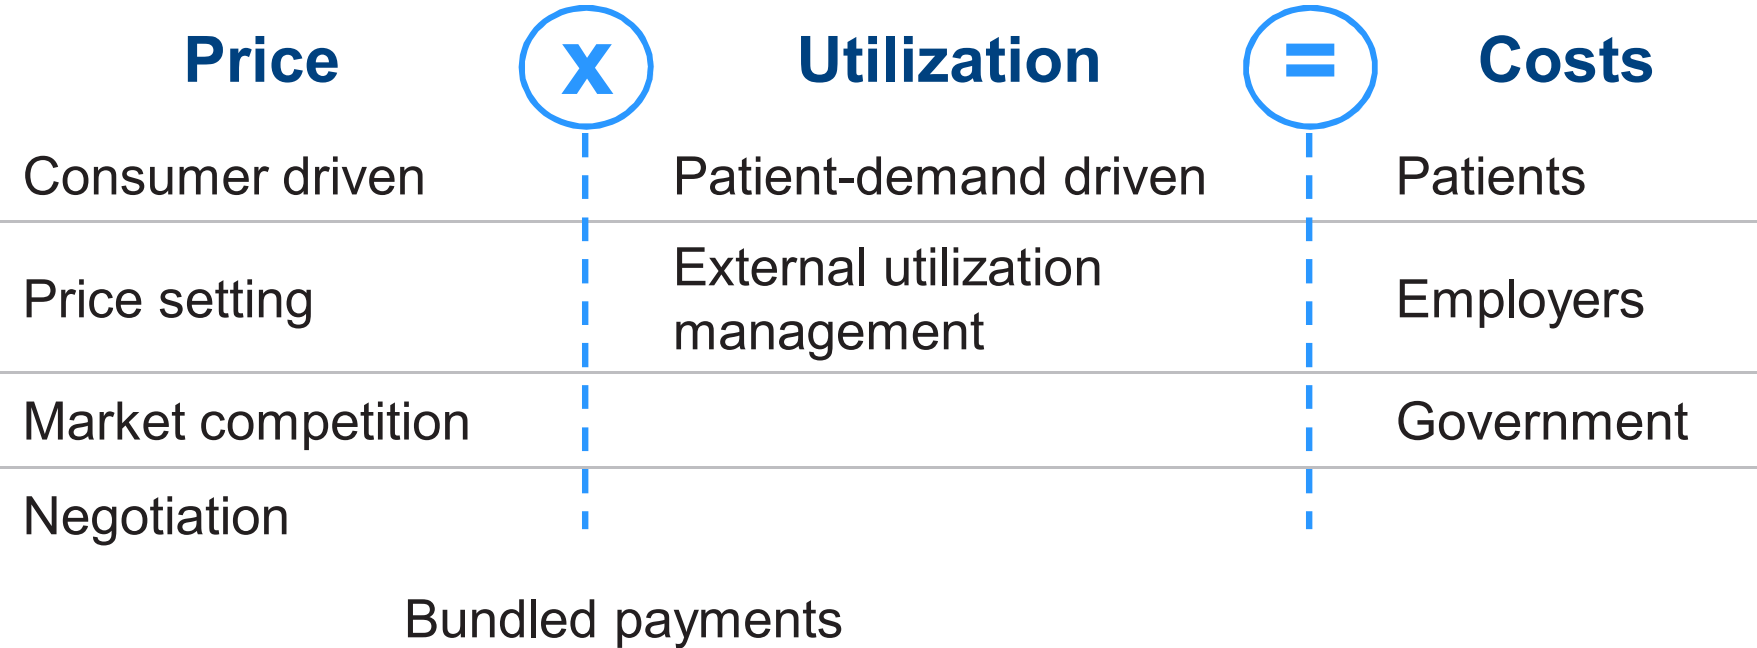 Price x Utilization = Costs
Consumer driven Patient-demand driven Patients
Price setting External utilization management Employers
Market competition Government
Negotiation
Bundled payments